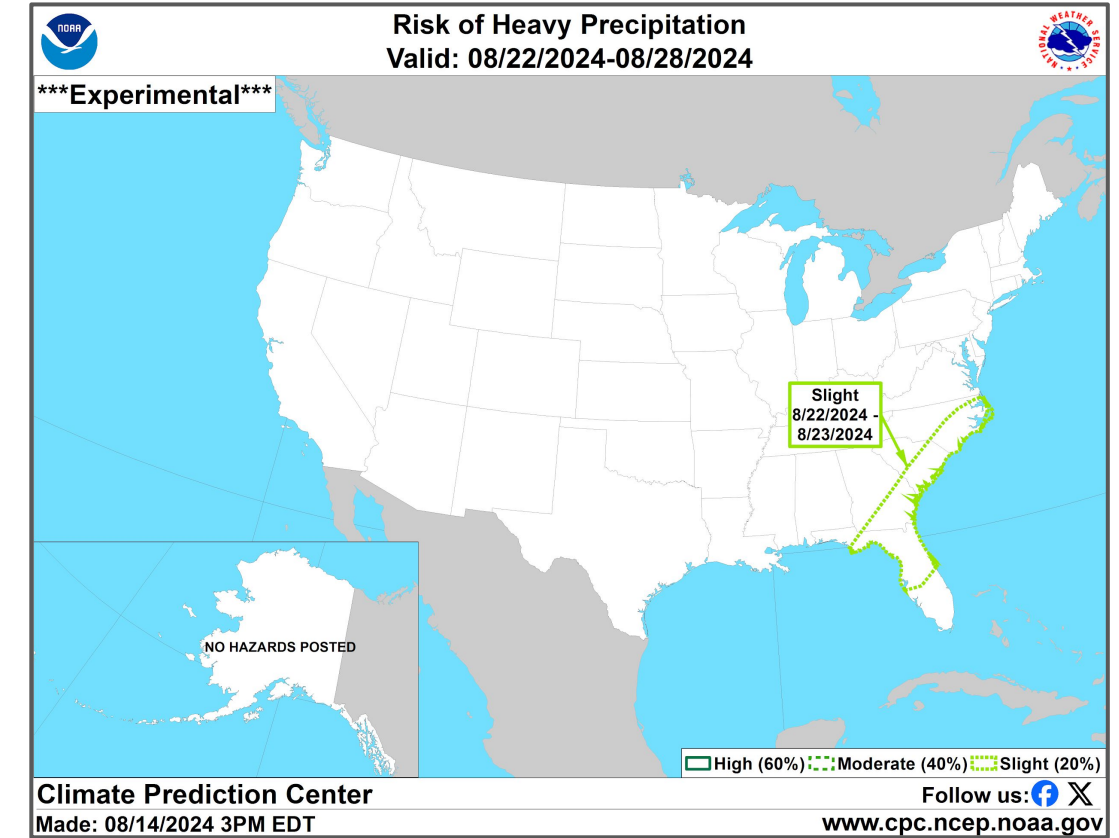 NOAA
Risk of Heavy Precipitation
Valid: 08/22/2024-08/28/2024
NATIONAL WEATHER SERVICE
***Experimental***
Slight
8/22/2024 -
8/23/2024
NO HAZARDS POSTED
High (60%) Moderate (40%) Slight (20%)
Climate Prediction Center
Follow us:
Made: 08/14/2024 3PM EDT
www.cpc.ncep.noaa.gov